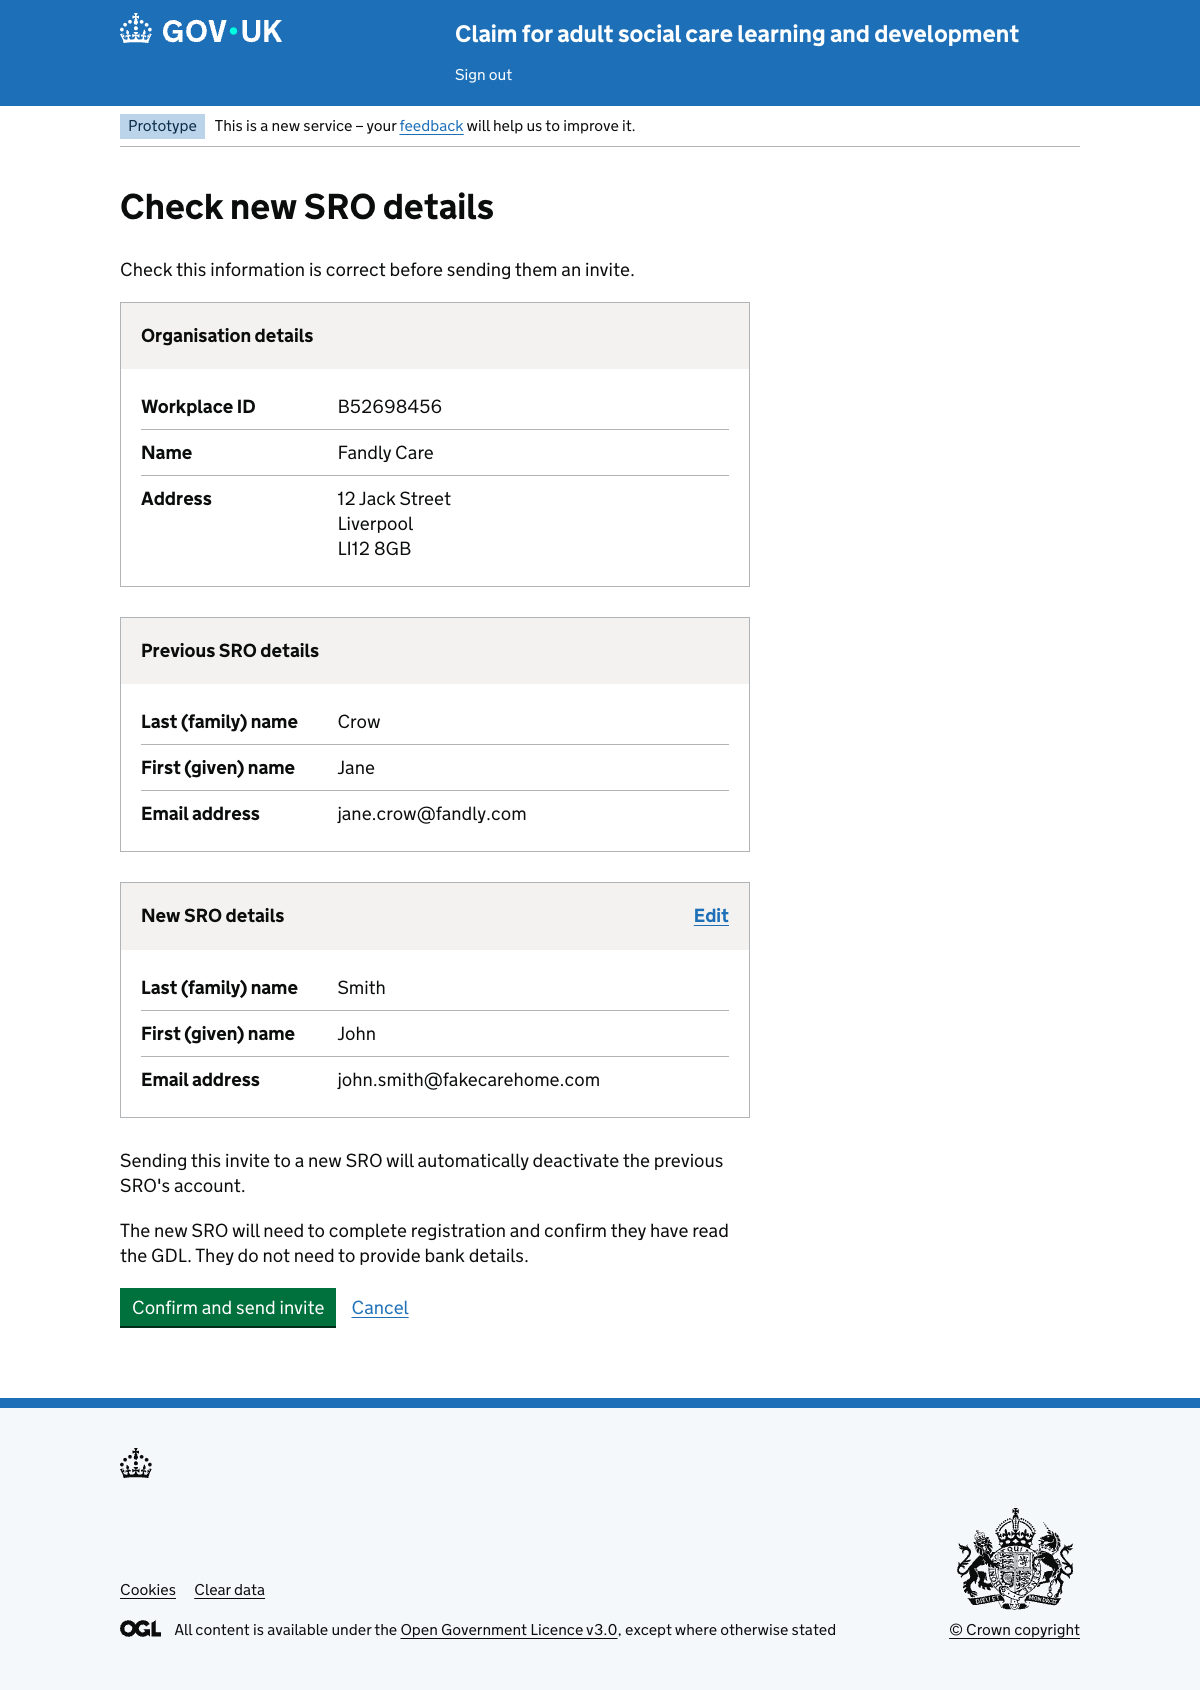 GOV·UK
Claim for adult social care learning and development
Sign out
Prototype This is a new service – your feedback will help us to improve it.
Check new SRO details
Check this information is correct before sending them an invite.
Organisation details
Workplace ID B52698456
Name Fandly Care
Address 12 Jack Street
Liverpool
LI12 8GB
Previous SRO details
Last (family) name Crow
First (given) name Jane
Email address jane.crow@fandly.com
New SRO details Edit
Last (family) name Smith
First (given) name John
Email address john.smith@fakecarehome.com
Sending this invite to a new SRO will automatically deactivate the previous
SRO's account.
The new SRO will need to complete registration and confirm they have read
the GDL. They do not need to provide bank details.
Confirm and send invite Cancel
Cookies Clear data
OGL All content is available under the Open Government Licence v3.0, except where otherwise stated
© Crown copyright